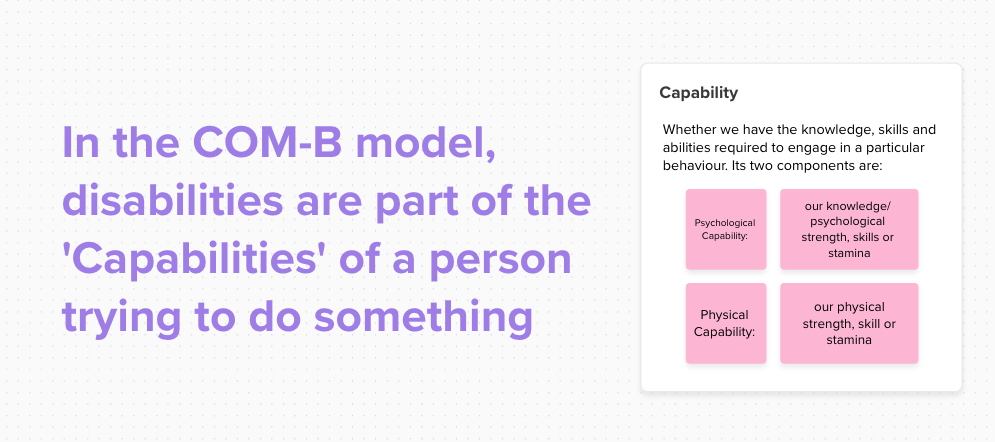 In the COM-B model,
disabilities are part of the
'Capabilities' of a person
trying to do something
Capability
Whether we have the knowledge, skills and
abilities required to engage in a particular
behaviour. Its two components are:
Psychological
Capability:
our knowledge/
psychological
strength, skills or
stamina
Physical
Capability:
our physical
strength, skill or
stamina